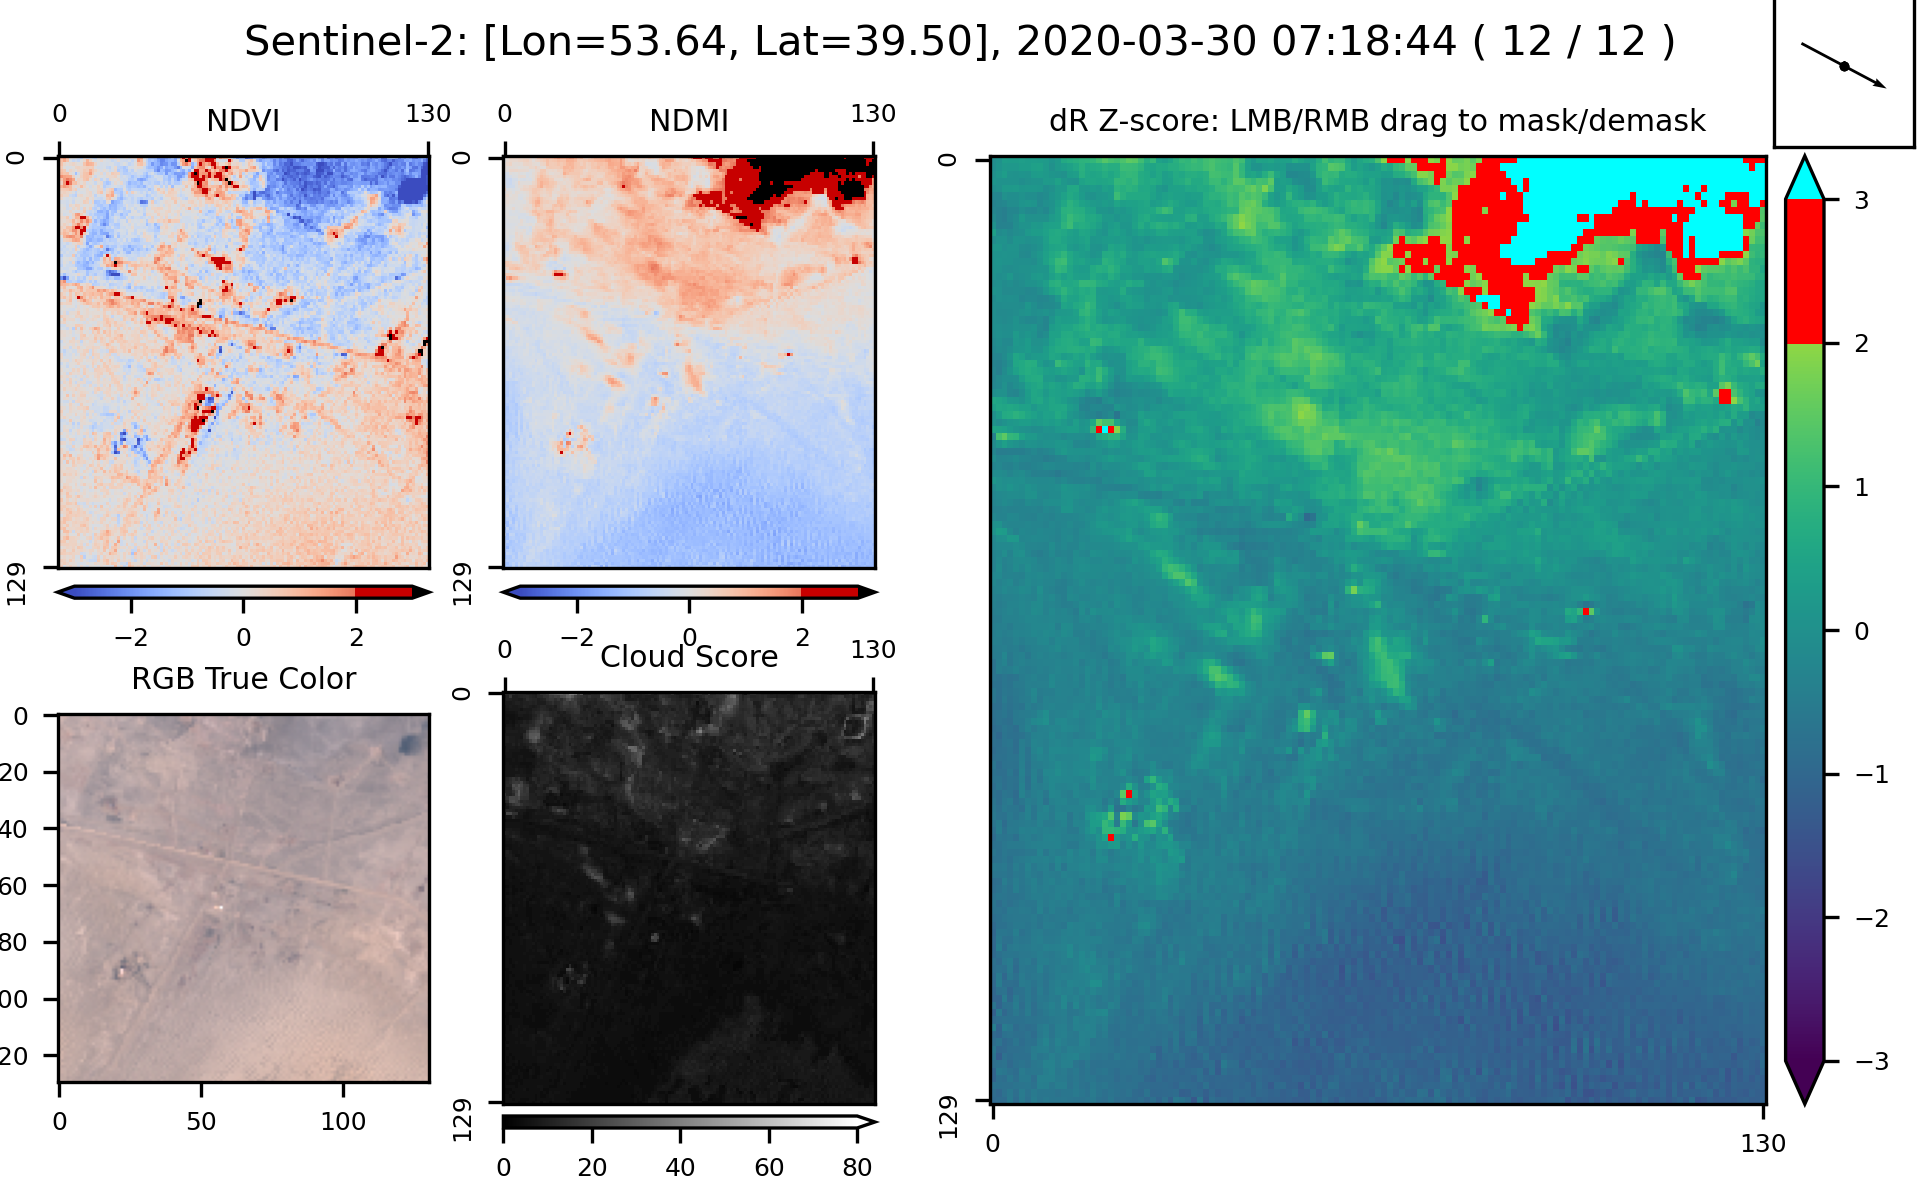 Sentinel-2: [Lon=53.64, Lat=39.50], 2020-03-30 07:18:44 ( 12 / 12 )
0 NDVI 130
0
129
−2 0 2
0 NDMI 130
0
129
−2 0 2
dR Z-score: LMB/RMB drag to mask/demask
0
129
0 130
3
2
1
0
−1
−2
−3
RGB True Color
0
20
40
60
80
00
20
0 50 100
0 Cloud Score 130
0
129
0 20 40 60 80